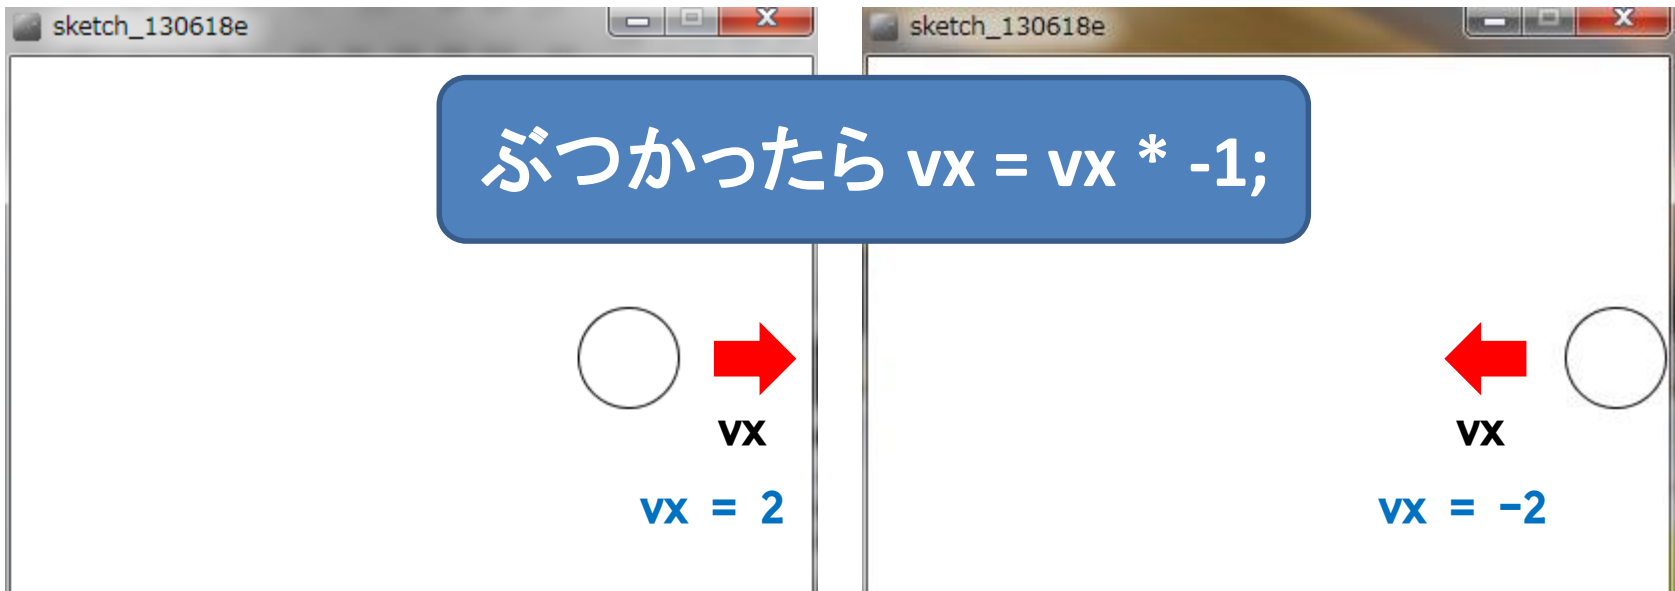 sketch_130618e
sketch_130618e
ぶつかったら vx = vx * -1;
vx
vx
vx = 2
vx = -2